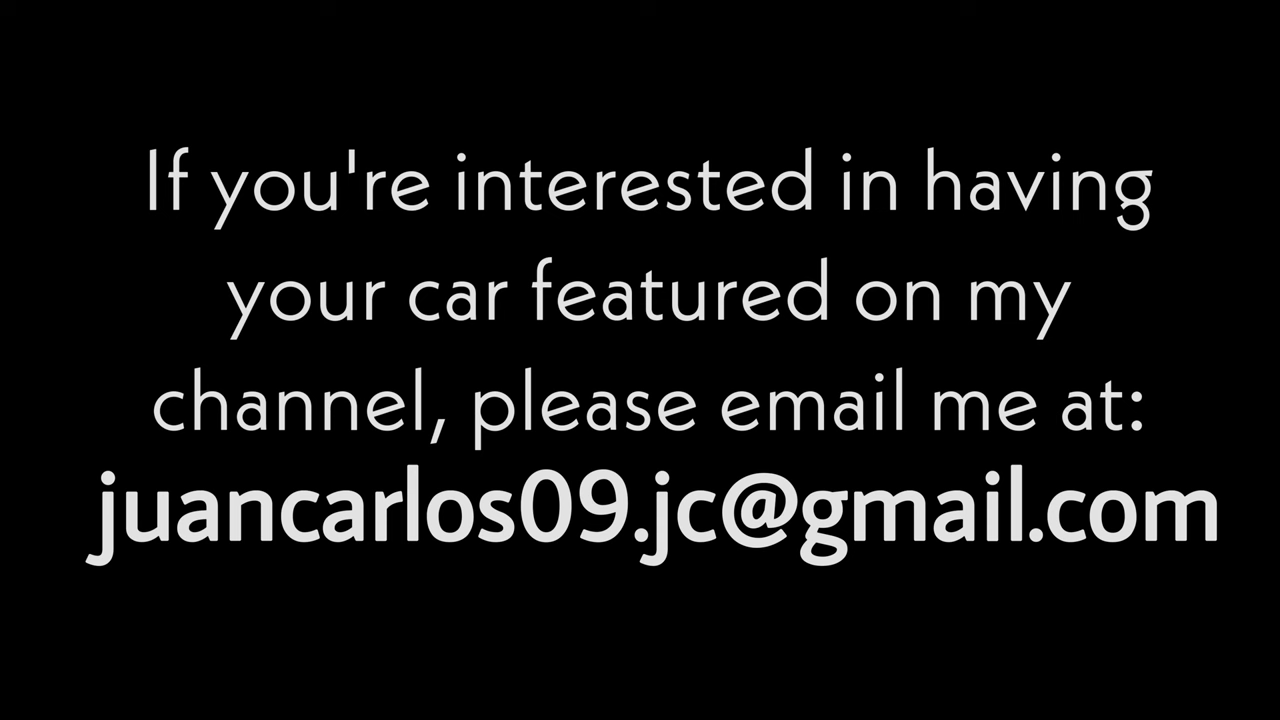 If you're interested in having
your car featured on my
channel, please email me at:
juancarlos09.jc@gmail.com